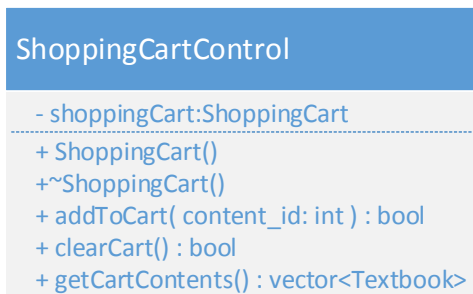 ShoppingCartControl
- shoppingCart:ShoppingCart
+ ShoppingCart()
+~ShoppingCart()
+ addToCart( content_id: int ) : bool
+ clearCart() : bool
+ getCartContents() : vector<Textbook>